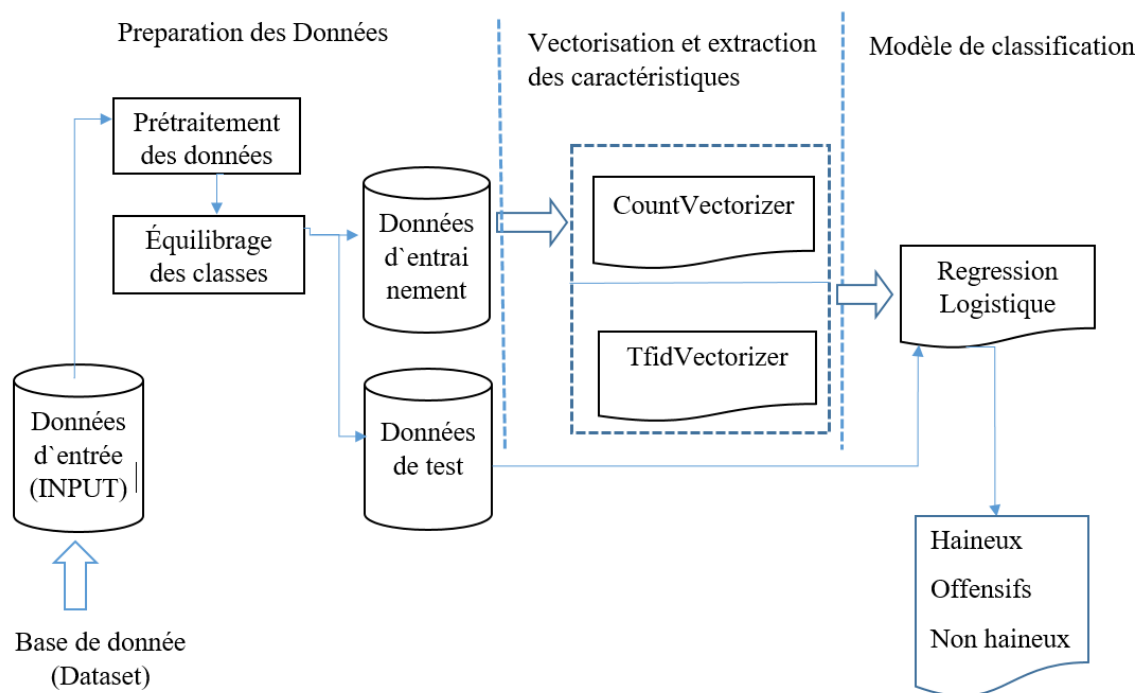 Preparation des Données
Vectorisation et extraction
des caractéristiques
Modèle de classification
Prétraitement
des données
Équilibrage
des classes
Données
d`entrai
nement
CountVectorizer
TfidVectorizer
Regression
Logistique
Données
d`entrée
(INPUT)
Données
de test
Haineux
Offensifs
Non haineux
Base de donnée
(Dataset)